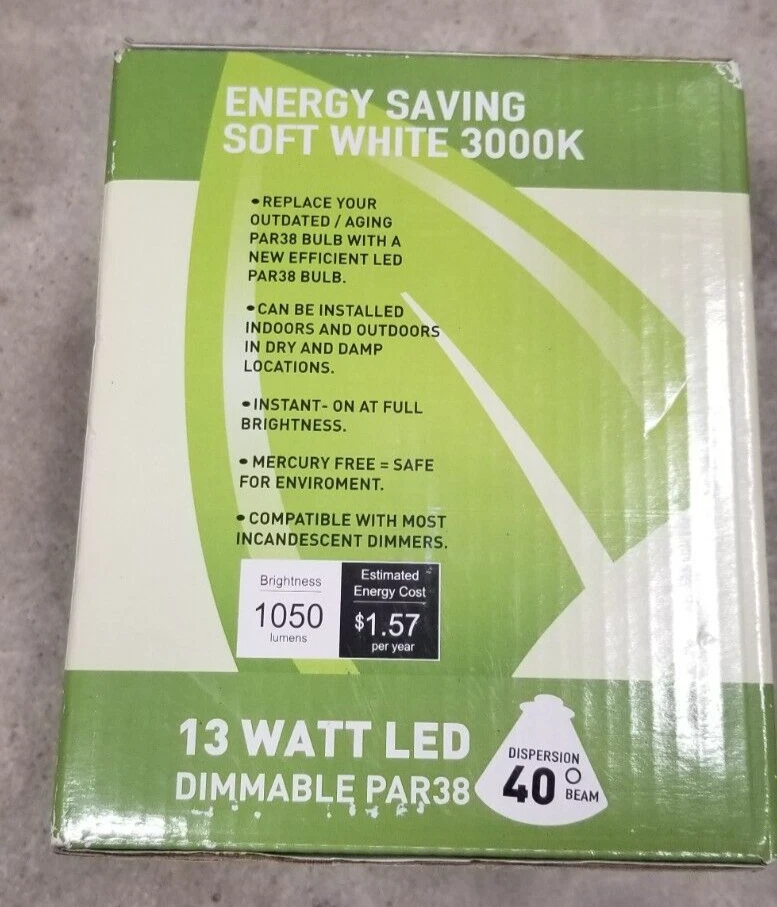 ENERGY SAVING
SOFT WHITE 3000K
• REPLACE YOUR
OUTDATED / AGING
PAR38 BULB WITH A
NEW EFFICIENT LED
PAR38 BULB.
• CAN BE INSTALLED
INDOORS AND OUTDOORS
IN DRY AND DAMP
LOCATIONS.
• INSTANT- ON AT FULL
BRIGHTNESS.
• MERCURY FREE = SAFE
FOR ENVIROMENT.
• COMPATIBLE WITH MOST
INCANDESCENT DIMMERS.
Brightness
1050
lumens
Estimated
Energy Cost
$1.57
per year
13 WATT LED
DIMMABLE PAR38
DISPERSION
40° BEAM